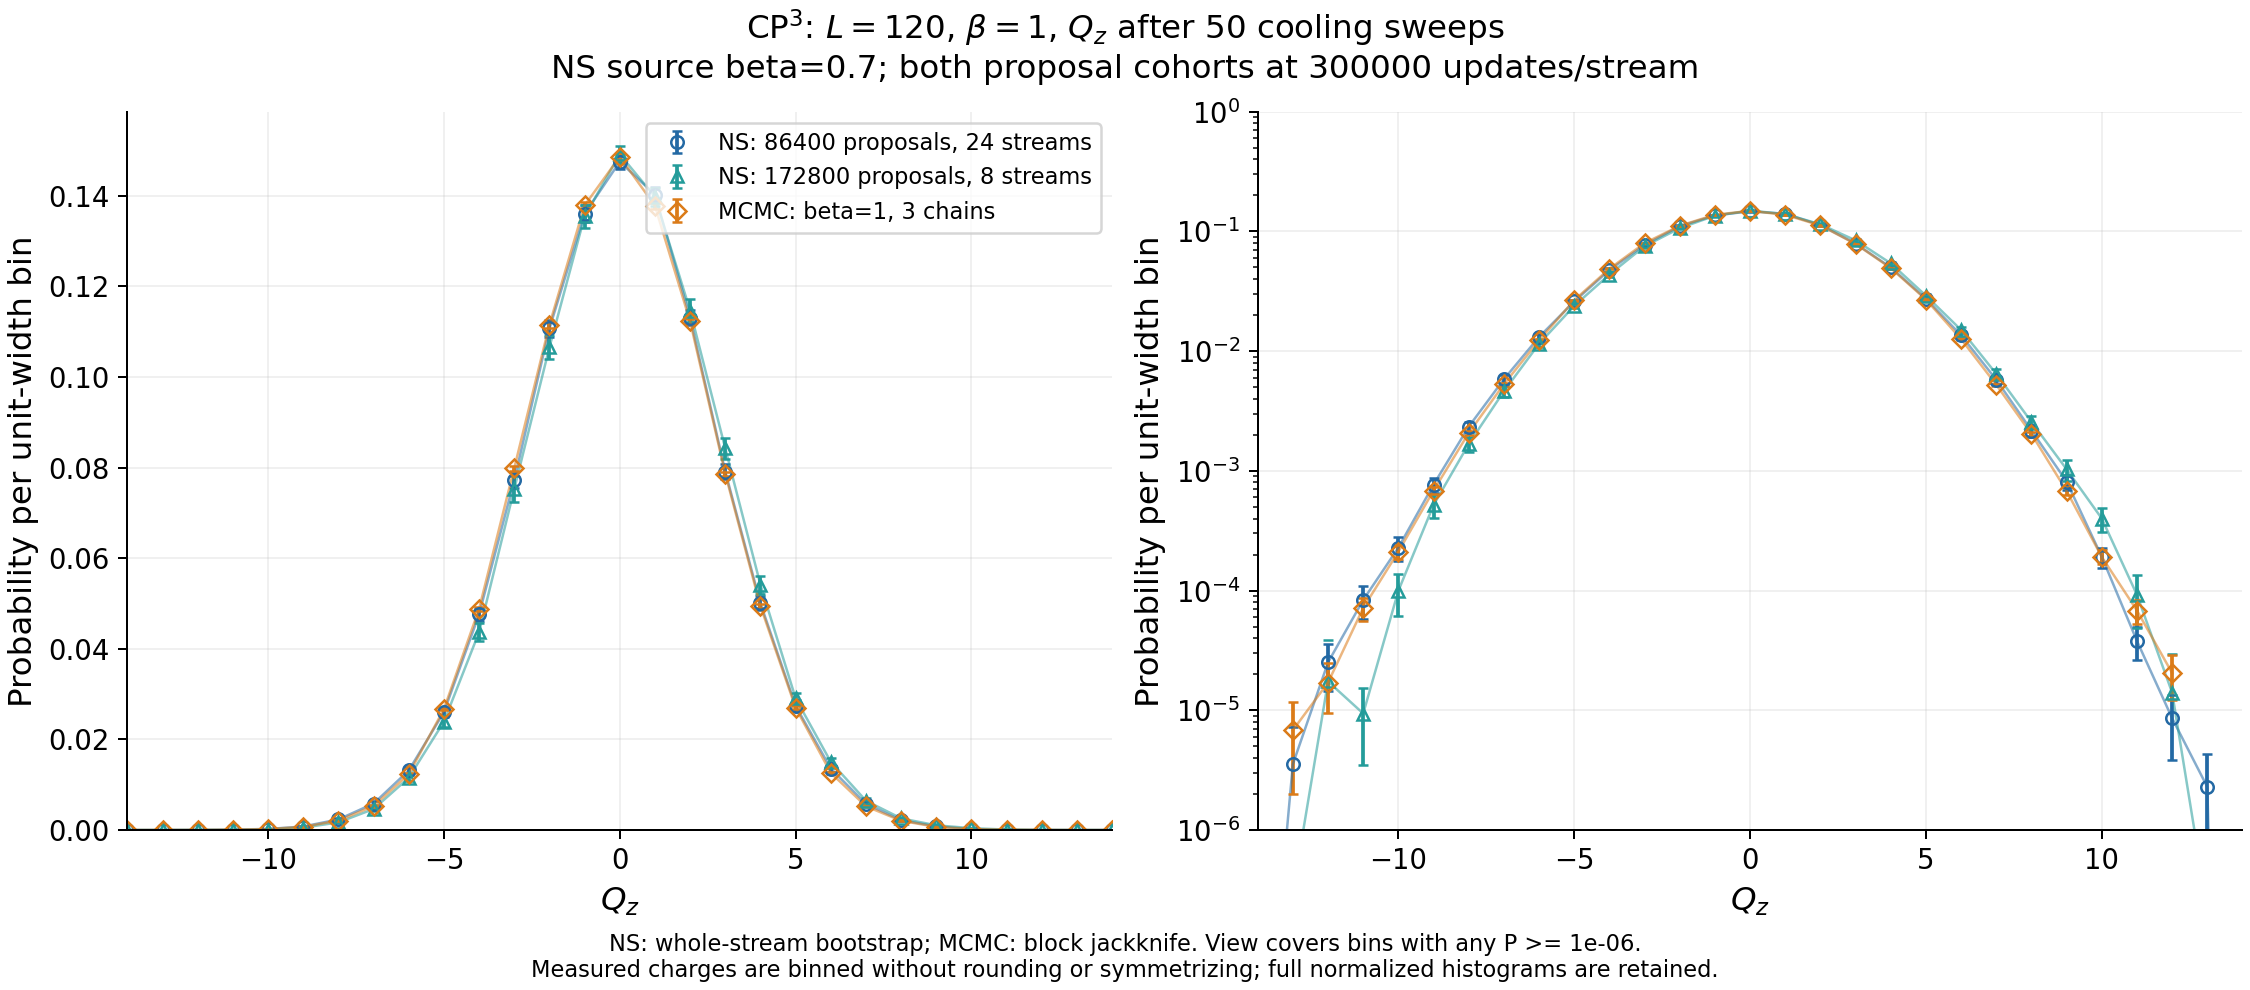 CP³: L = 120, β = 1, Q_z after 50 cooling sweeps
NS source beta=0.7; both proposal cohorts at 300000 updates/stream
Probability per unit-width bin
0.14
0.12
0.10
0.08
0.06
0.04
0.02
0.00
−10
−5
0
5
10
Q_z
NS: 86400 proposals, 24 streams
NS: 172800 proposals, 8 streams
MCMC: beta=1, 3 chains
Probability per unit-width bin
10⁰
10⁻¹
10⁻²
10⁻³
10⁻⁴
10⁻⁵
10⁻⁶
−10
−5
0
5
10
Q_z
NS: whole-stream bootstrap; MCMC: block jackknife. View covers bins with any P >= 1e-06.
Measured charges are binned without rounding or symmetrizing; full normalized histograms are retained.